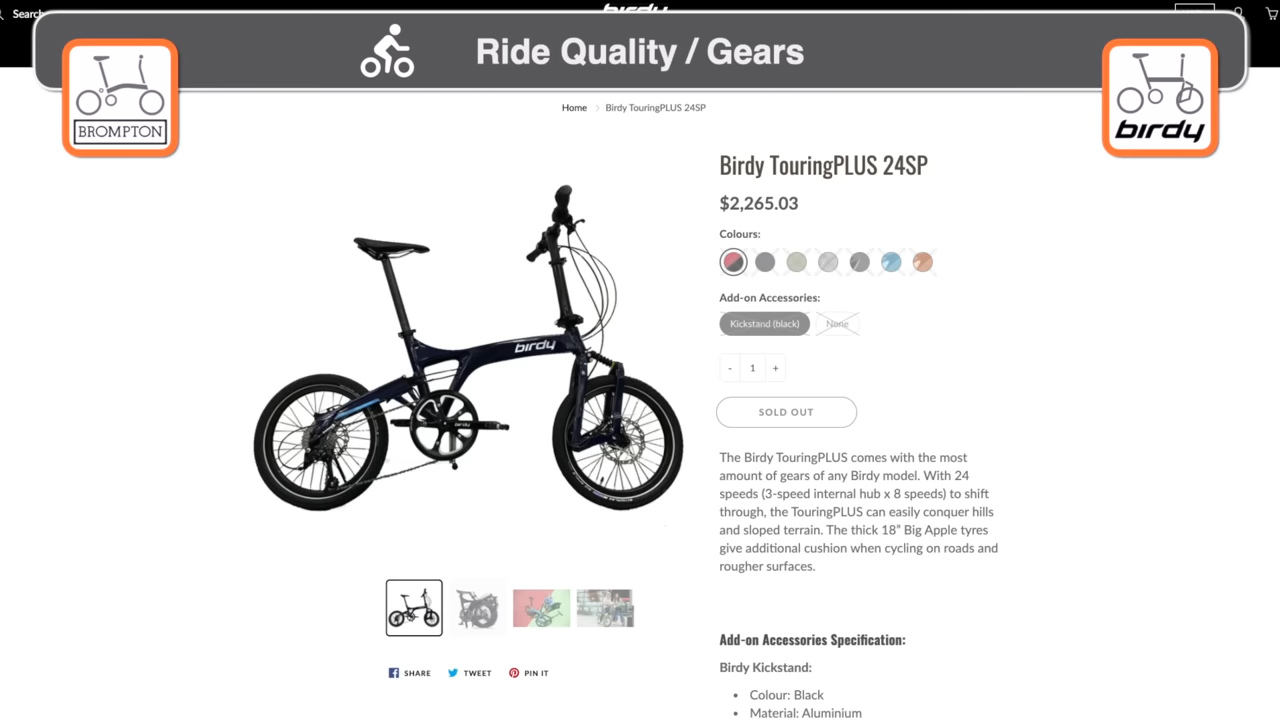 Search
birdy
Ride Quality / Gears
BROMPTON
birdy
Home > Birdy TouringPLUS 24SP
Birdy TouringPLUS 24SP
$2,265.03
Colours:
Add-on Accessories:
Kickstand (black) None
- 1 +
SOLD OUT
birdy
birdy
The Birdy TouringPLUS comes with the most
amount of gears of any Birdy model. With 24
speeds (3-speed internal hub x 8 speeds) to shift
through, the TouringPLUS can easily conquer hills
and sloped terrain. The thick 18” Big Apple tyres
give additional cushion when cycling on roads and
rougher surfaces.
Add-on Accessories Specification:
Birdy Kickstand:
• Colour: Black
• Material: Aluminium
SHARE TWEET PIN IT